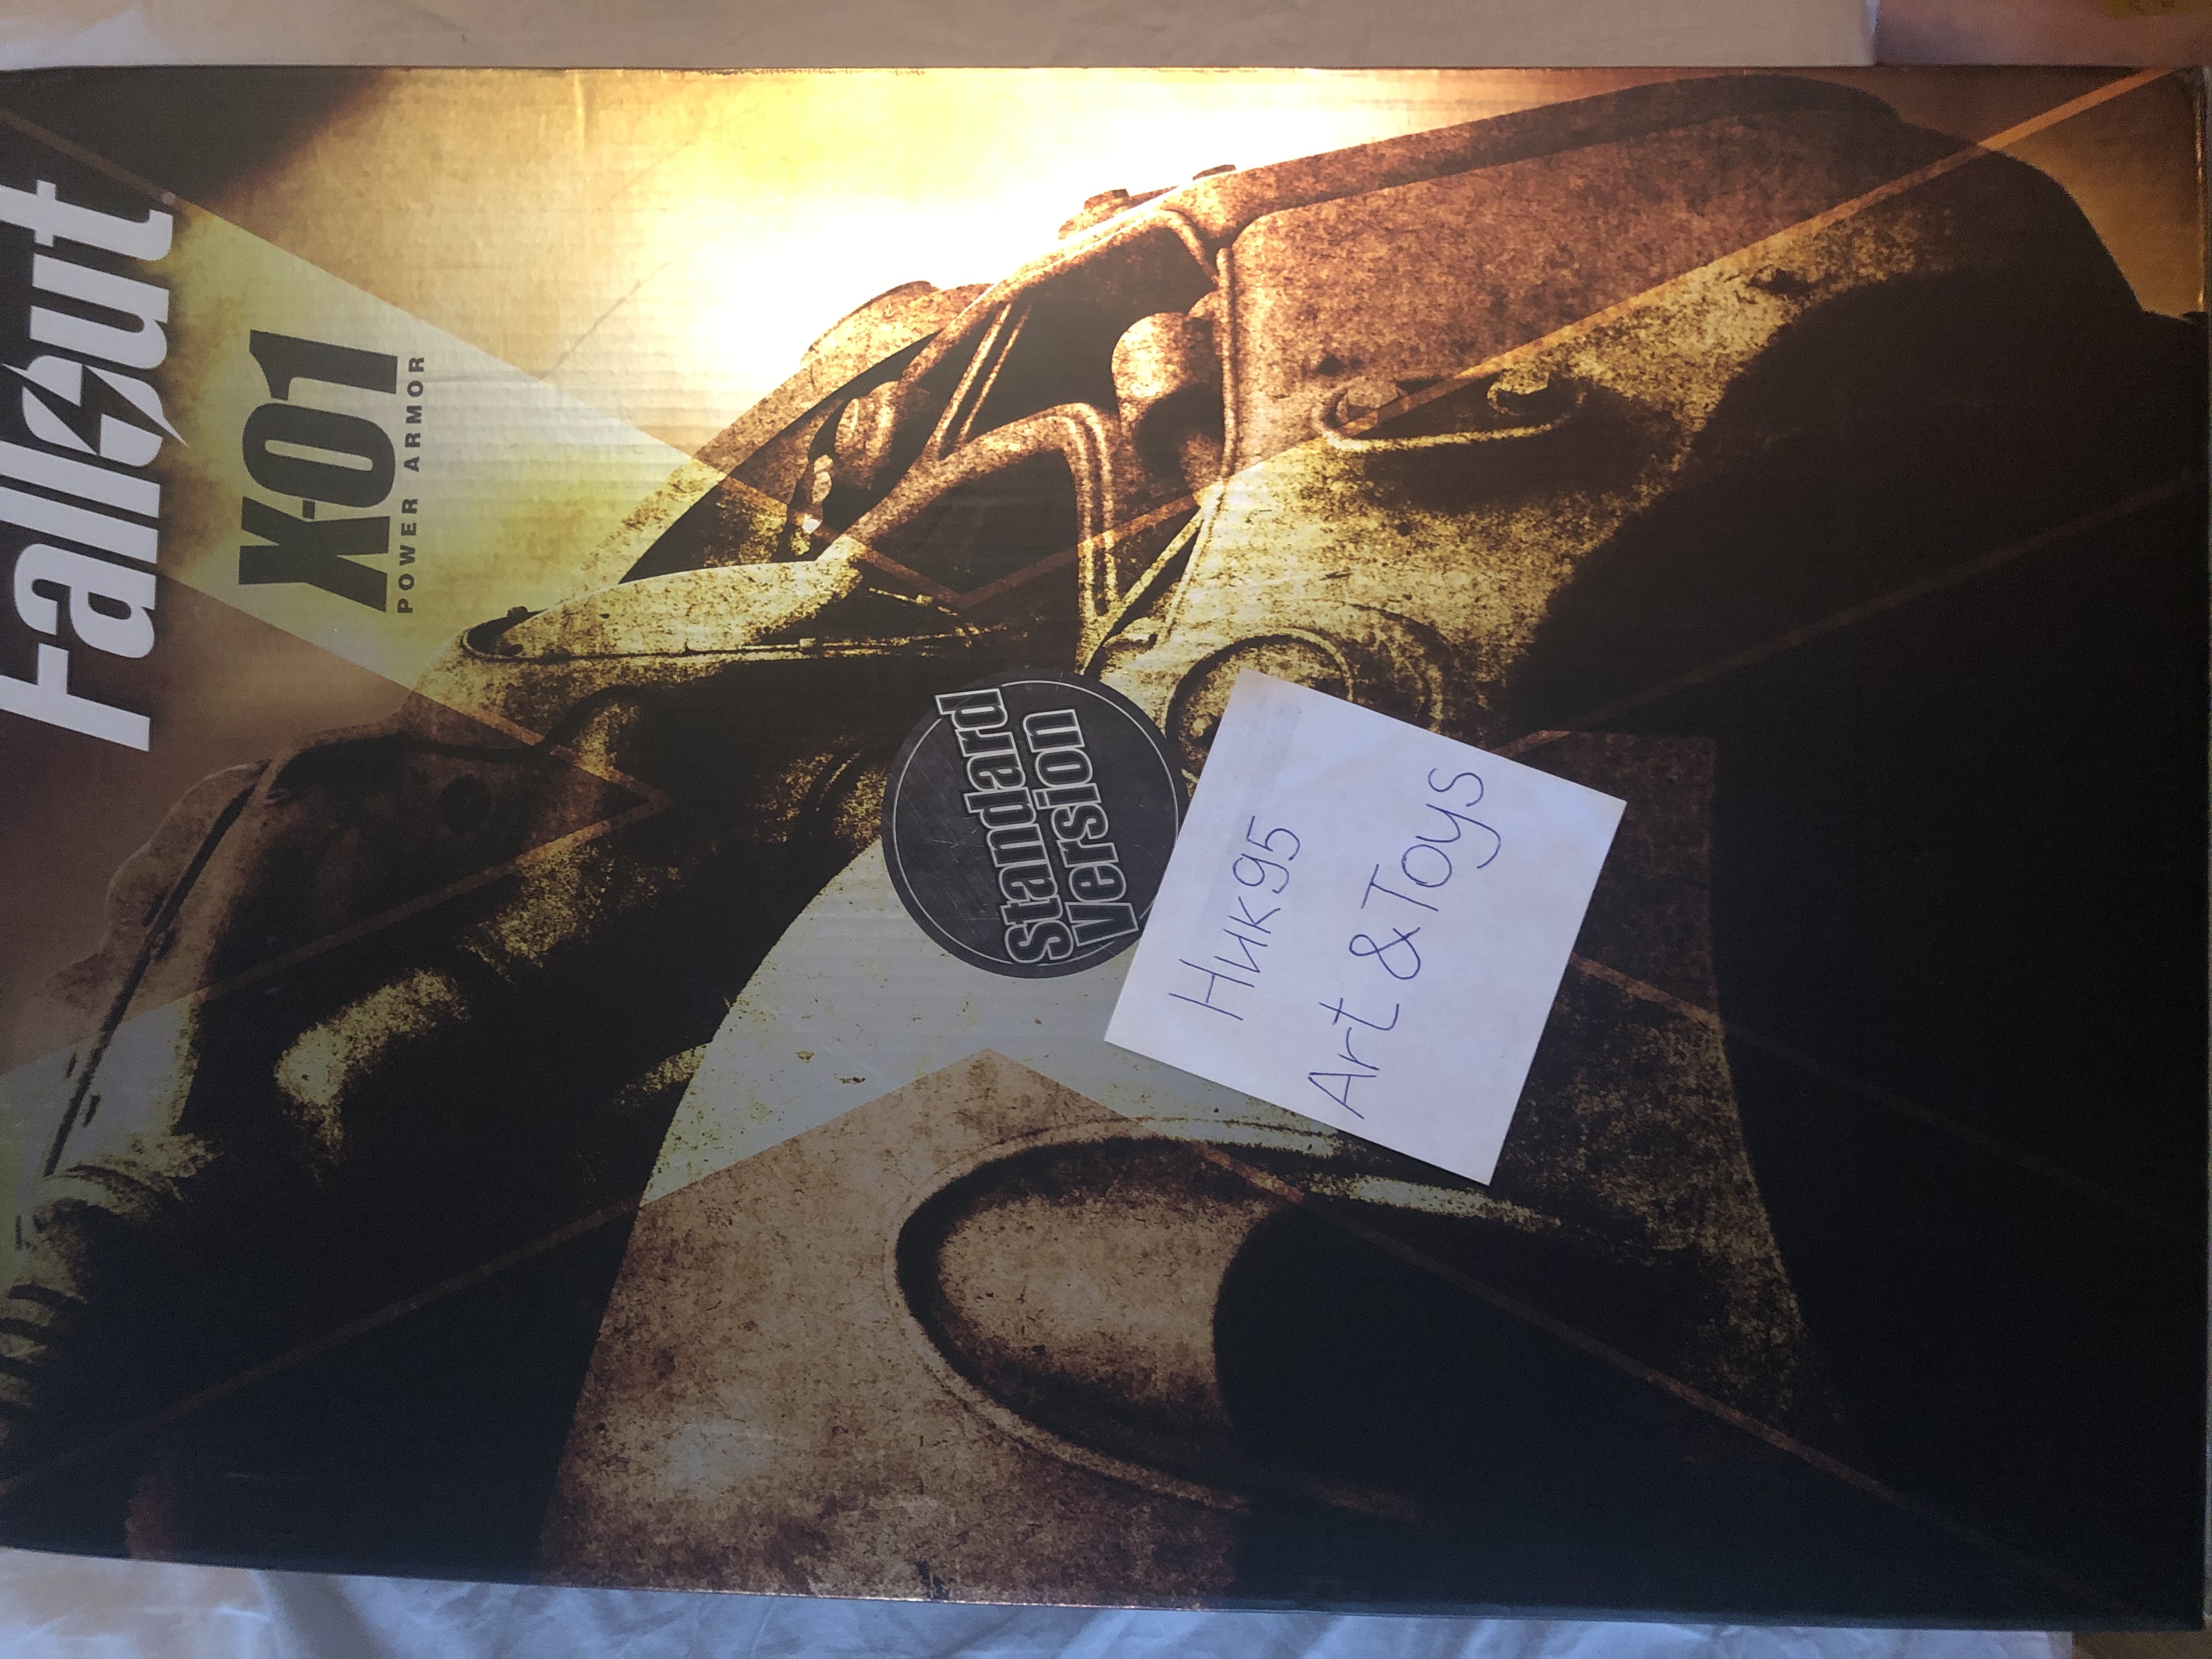 Fallout
X-01
POWER ARMOR
Standard
Version
Ник95
Art & Toys